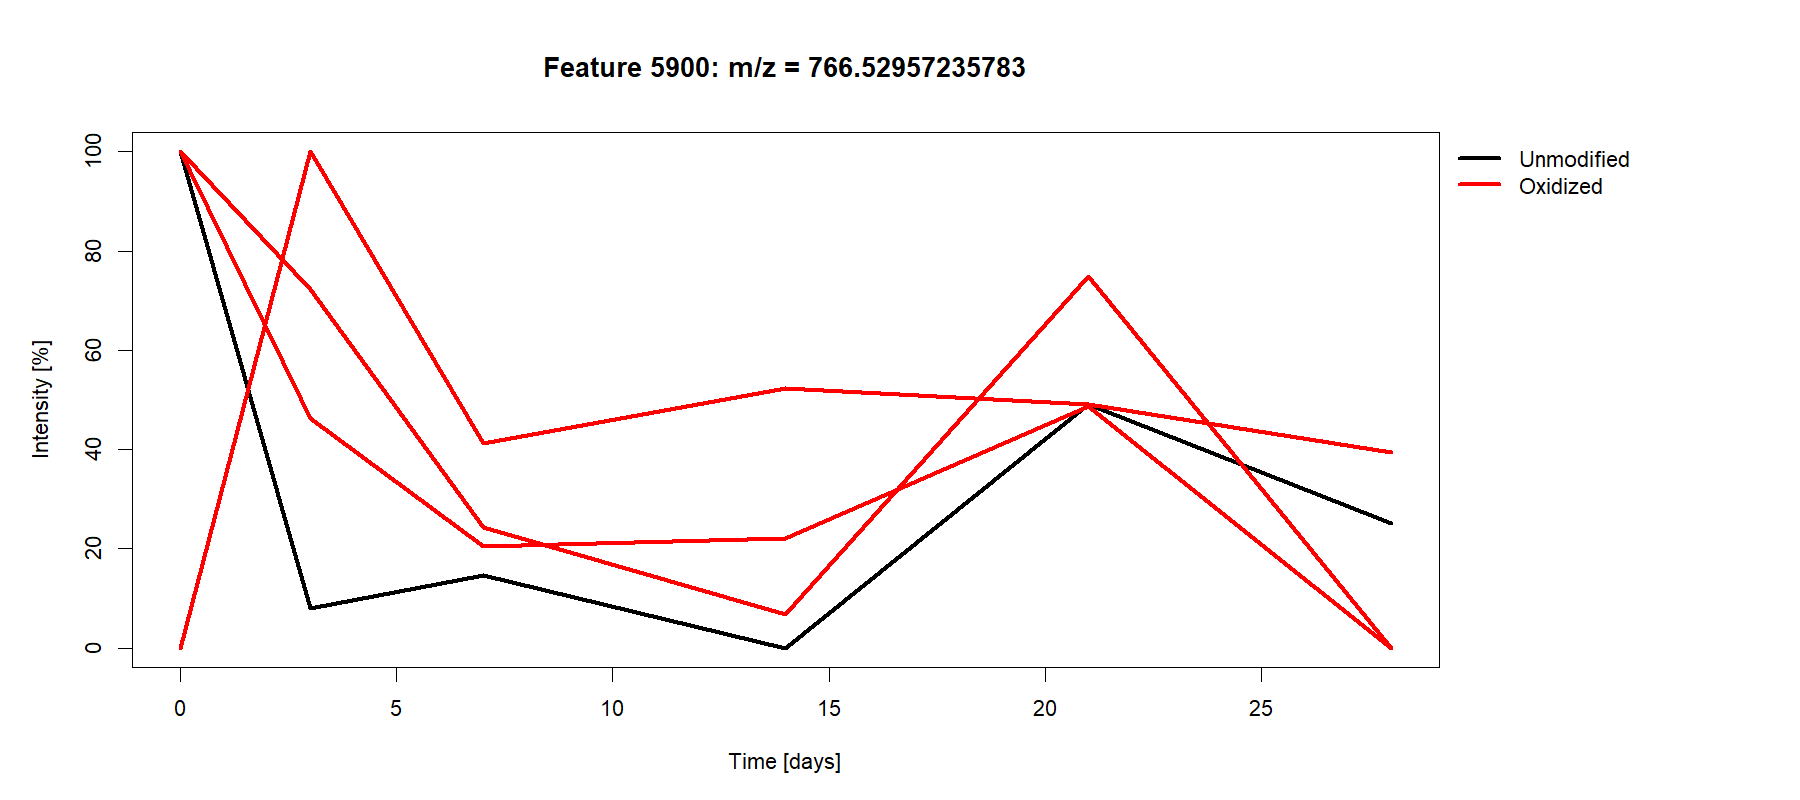 Feature 5900: m/z = 766.52957235783
Unmodified
Oxidized
Intensity [%]
100
80
60
40
20
0
0 5 10 15 20 25
Time [days]